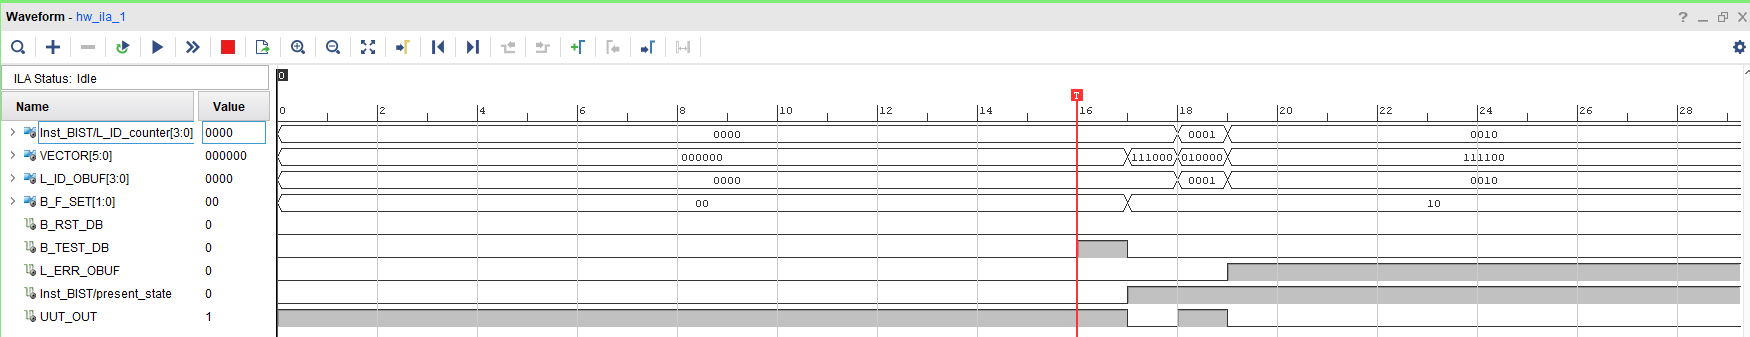 Waveform - hw_ila_1
ILA Status: Idle
0
Name Value
0 2 4 6 8 10 12 14 16 18 20 22 24 26 28
T
Inst_BIST/L_ID_counter[3:0] 0000 0000 0001 0010
VECTOR[5:0] 000000 000000 111000 010000 111100
L_ID_OBUF[3:0] 0000 0000 0001 0010
B_F_SET[1:0] 00 00 10
B_RST_DB 0
B_TEST_DB 0
L_ERR_OBUF 0
Inst_BIST/present_state 0
UUT_OUT 1